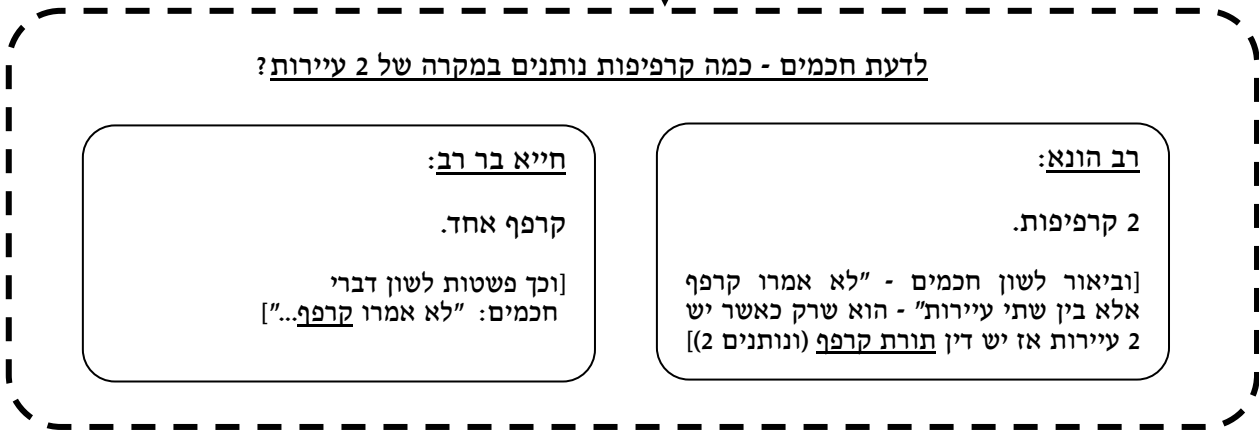 לדעת חכמים - כמה קרפיפות נותנים במקרה של 2 עיירות?
רב הונא:
2 קרפיפות.
[וביאור לשון חכמים - "לא אמרו קרפף
אלא בין שתי עיירות" - הוא שרק כאשר יש
2 עיירות אז יש דין תורת קרפף (ונותנים 2)]
חייא בר רב:
קרפף אחד.
[וכך פשטות לשון דברי
חכמים: "לא אמרו קרפף..."]